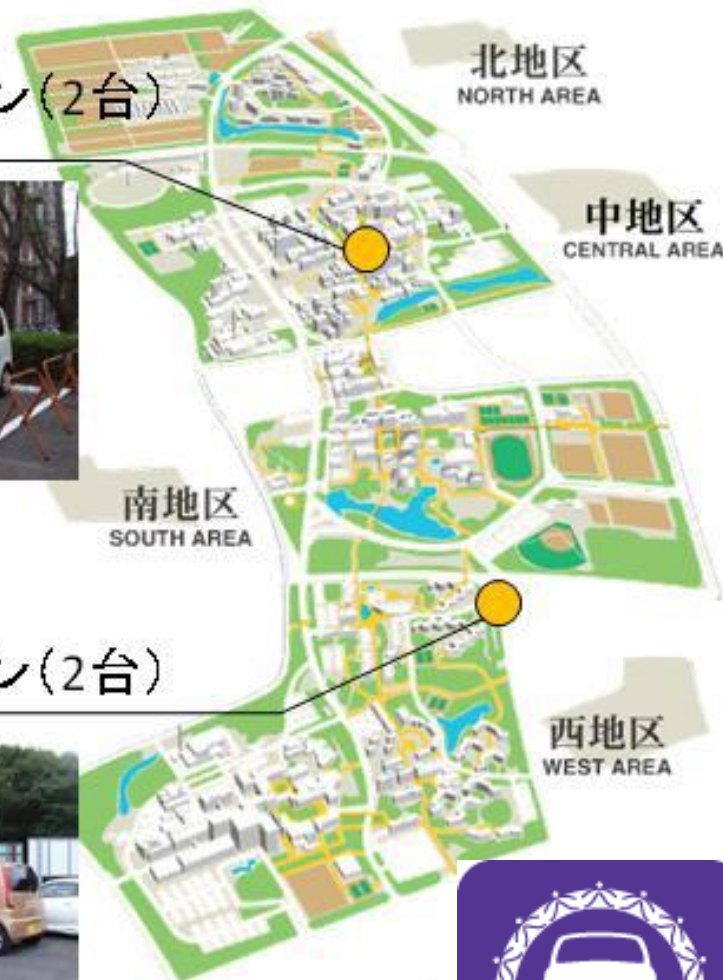 北地区
NORTH AREA
ン(2台)
中地区
CENTRAL AREA
南地区
SOUTH AREA
ン(2台)
西地区
WEST AREA